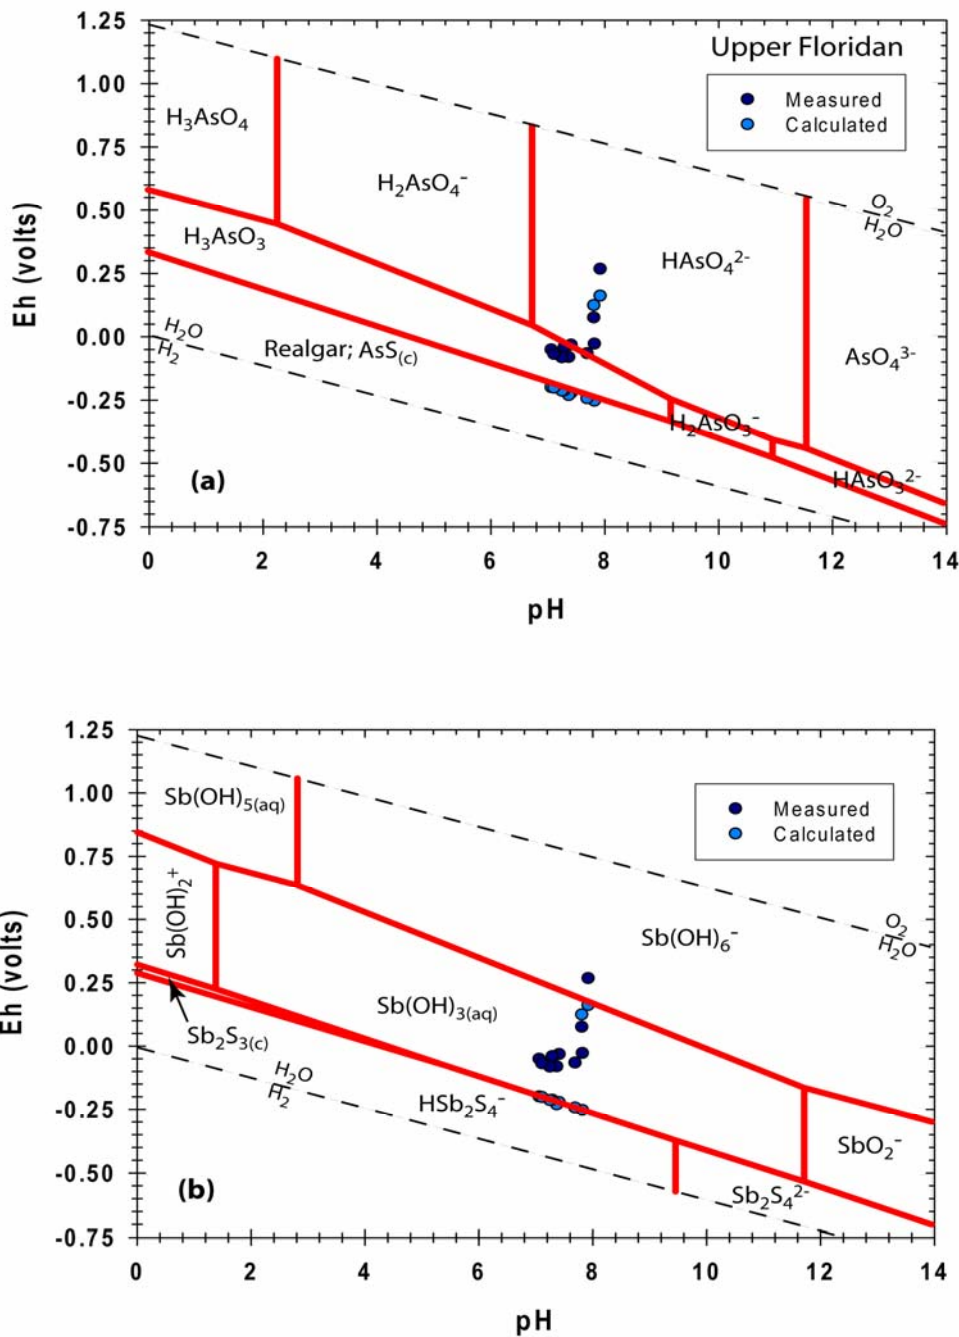 1.25
Upper Floridan
1.00
Measured
Calculated
H₃AsO₄
0.75
H₂AsO₄⁻
0.50
O₂
H₂O
H₃AsO₃
HAsO₄²⁻
0.25
Eh (volts)
0.00
H₂O
H₂
Realgar; AsS(c)
AsO₄³⁻
-0.25
H₂AsO₃⁻
-0.50
(a)
HAsO₃²⁻
-0.75
0 2 4 6 8 10 12 14
pH
1.25
1.00
Sb(OH)₅(aq)
Measured
Calculated
0.75
Sb(OH)₂⁺
0.50
Sb(OH)₆⁻
O₂
H₂O
0.25
Eh (volts)
Sb(OH)₃(aq)
Sb₂S₃(c)
0.00
H₂O
H₂
HSb₂S₄⁻
-0.25
SbO₂⁻
-0.50
(b)
Sb₂S₄²⁻
-0.75
0 2 4 6 8 10 12 14
pH